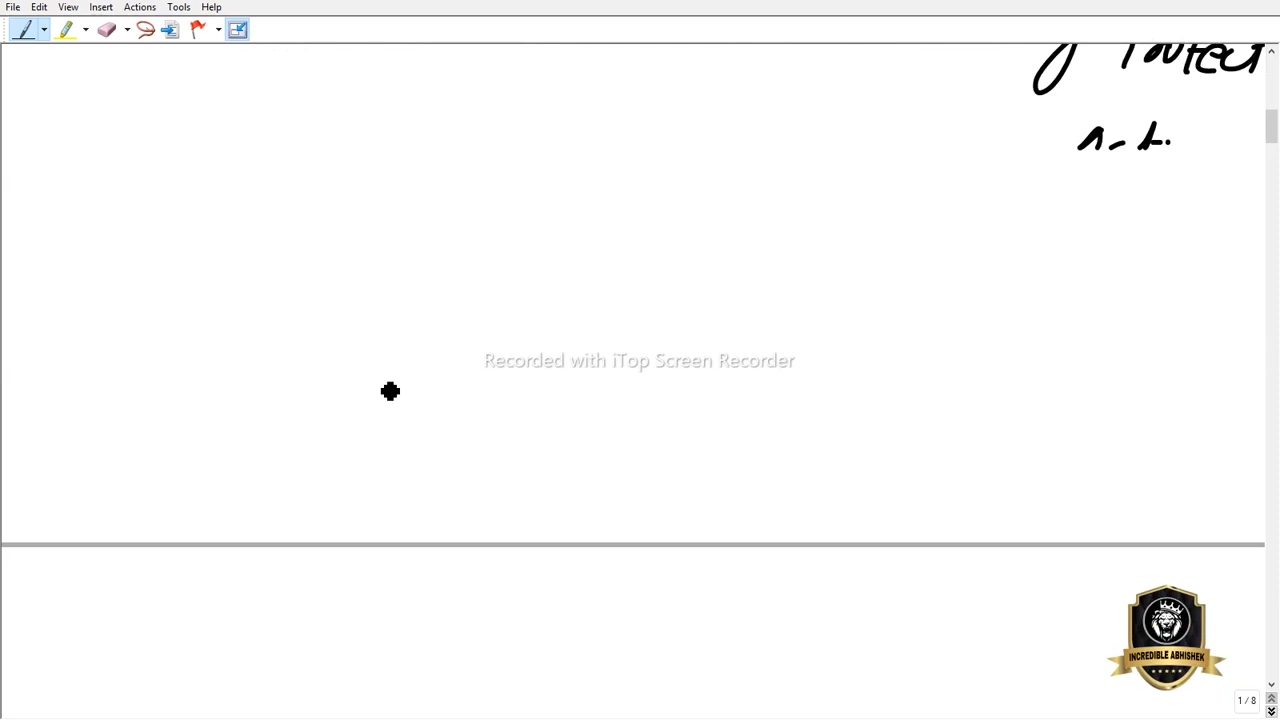 File Edit View Insert Actions Tools Help
Recorded with iTop Screen Recorder
INCREDIBLE ABHISHEK
1 / 8